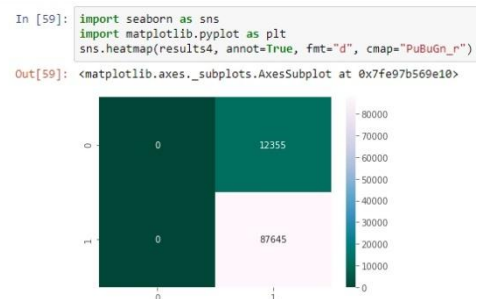 In [59]: import seaborn as sns
import matplotlib.pyplot as plt
sns.heatmap(results4, annot=True, fmt="d", cmap="PuBuGn_r")
Out[59]: <matplotlib.axes._subplots.AxesSubplot at 0x7fe97b569e10>
80000
0 0 12355
70000
60000
50000
40000
30000
1 0 87645
20000
10000
0
0 1